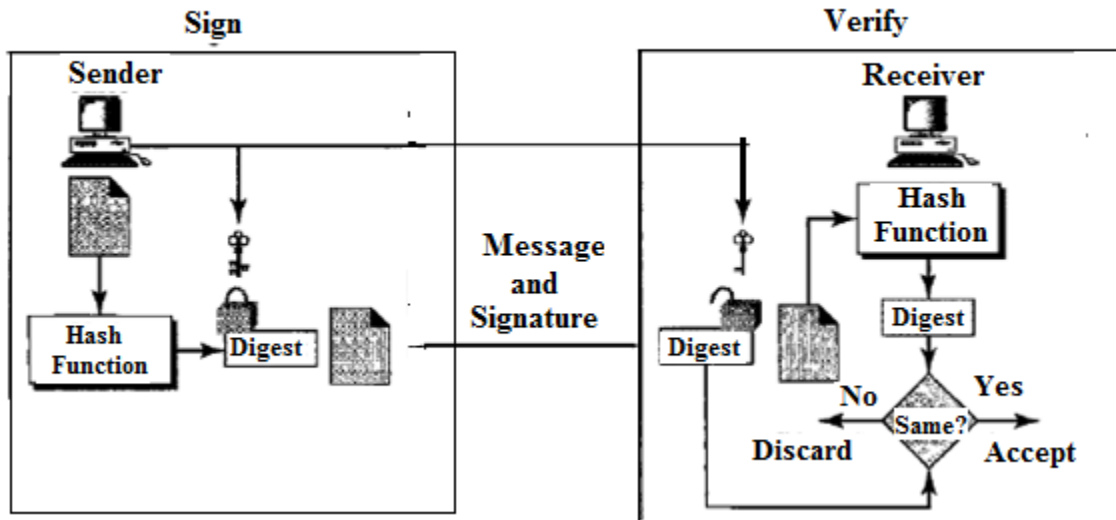 Sign
Sender
Hash
Function
Digest
Message
and
Signature
Verify
Receiver
Hash
Function
Digest
Digest
No
Yes
Same?
Discard
Accept